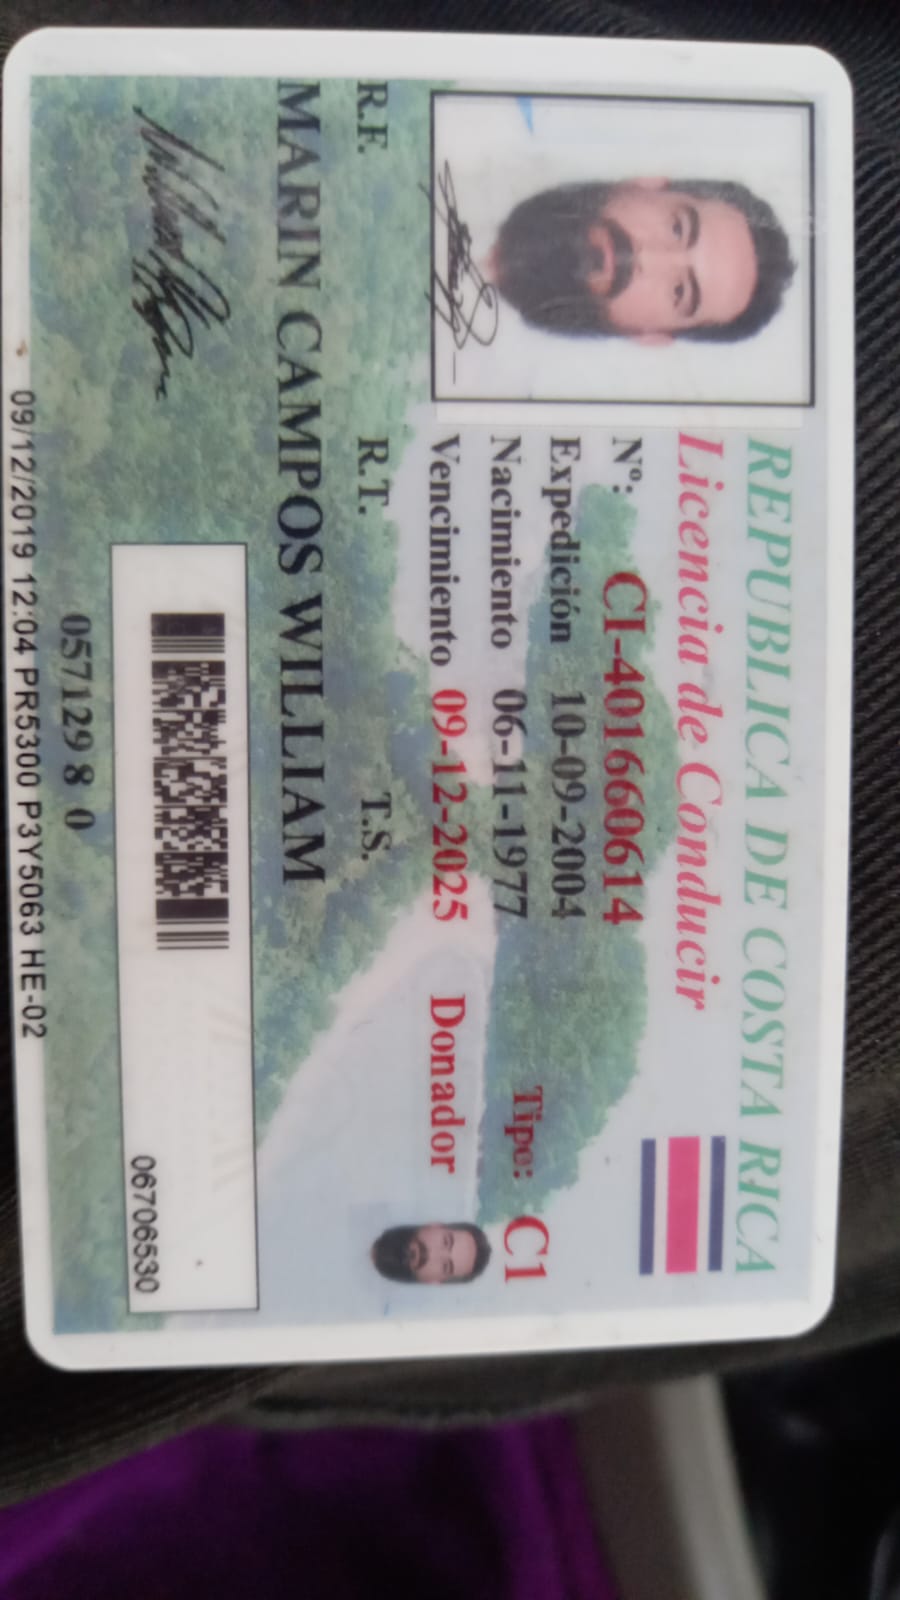 REPUBLICA DE COSTA RICA
Licencia de Conducir
Nº: CI-401660614
Expedición 10-09-2004
Nacimiento 06-11-1977 Tipo: C1
Vencimiento 09-12-2025 Donador
R.F. R.T. T.S.
MARIN CAMPOS WILLIAM
06706530
0571298 0
09/12/2019 12:04 PR5300 P3Y5063 HE-02